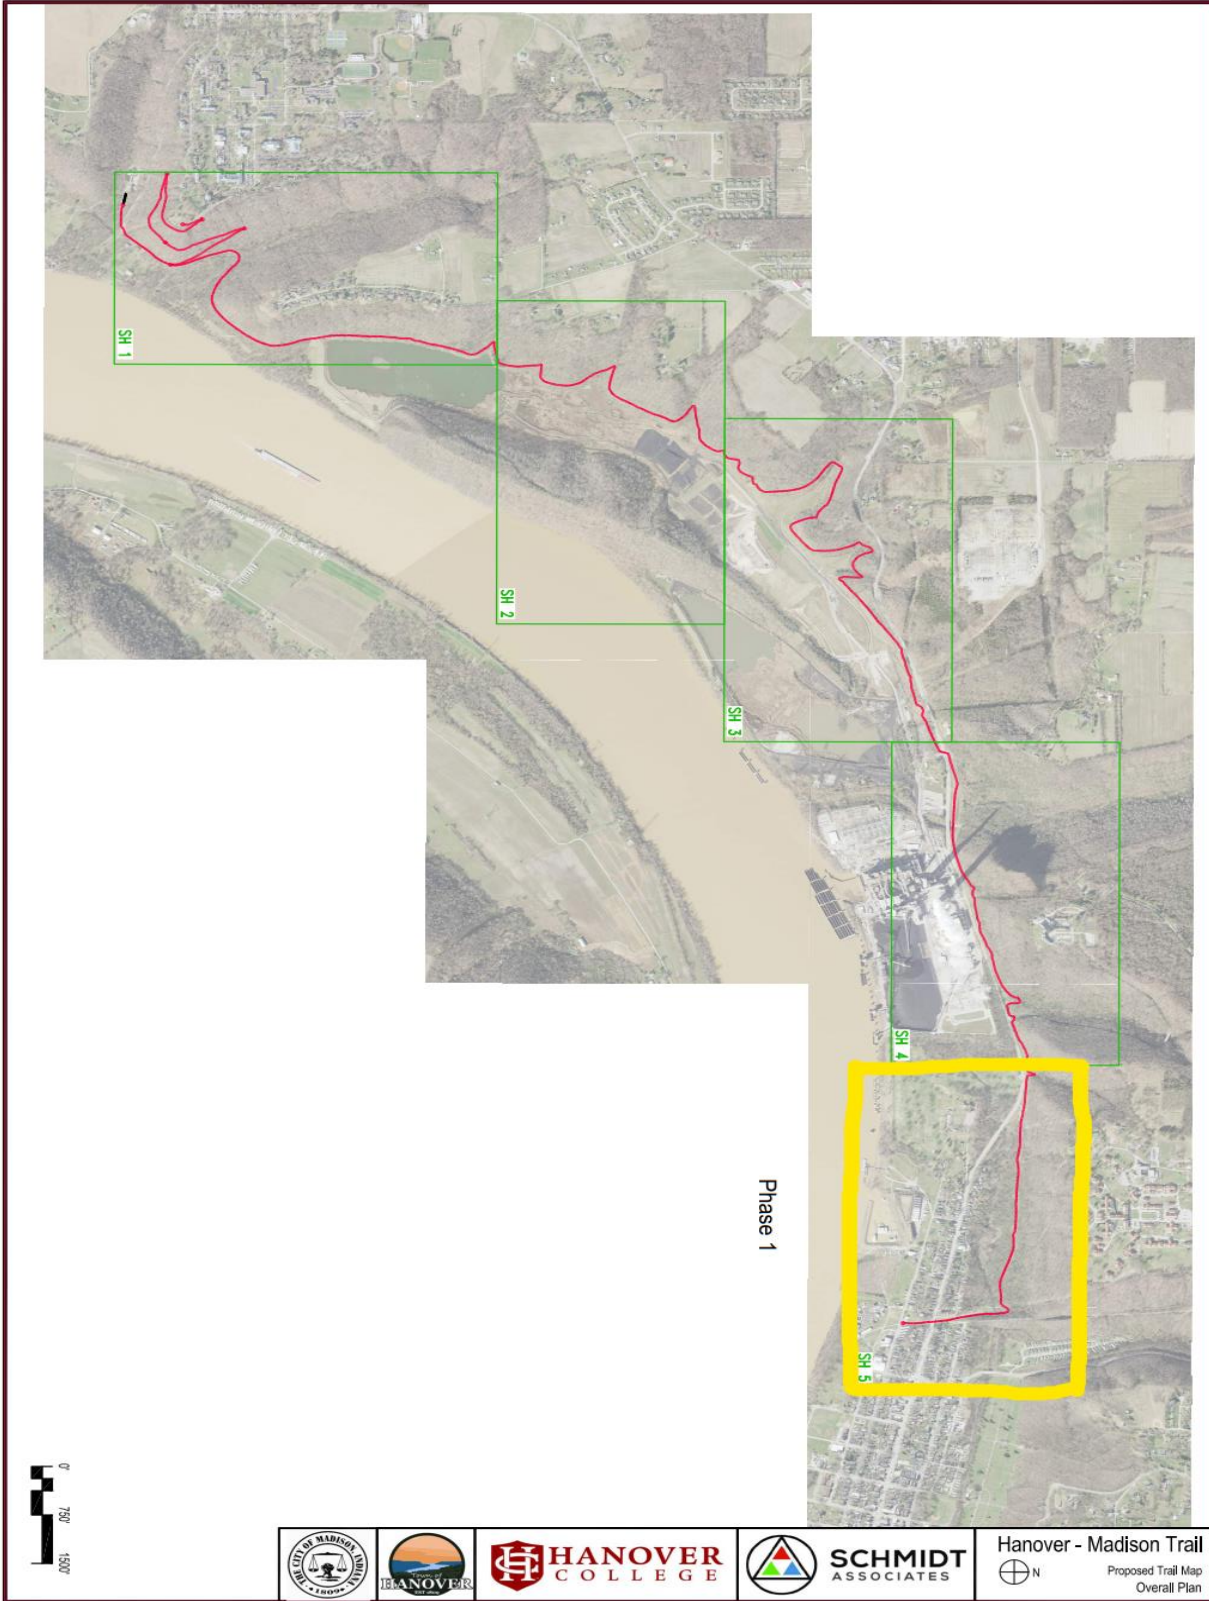 SH 1
SH 2
SH 3
SH 4
SH 5
Phase 1
0' 750' 1500'
THE CITY OF MADISON, INDIANA
1809
Town of
HANOVER
HC
HANOVER
COLLEGE
SCHMIDT
ASSOCIATES
Hanover - Madison Trail
N
Proposed Trail Map
Overall Plan